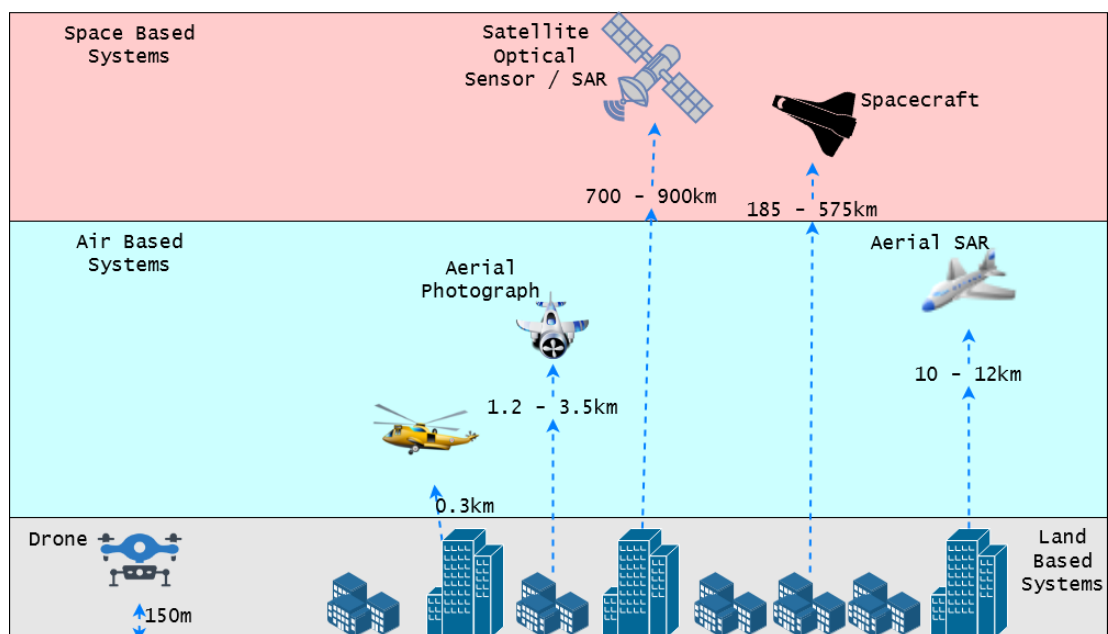 Space Based
Systems
Satellite
Optical
Sensor / SAR
Spacecraft
700 - 900km
185 - 575km
Air Based
Systems
Aerial
Photograph
Aerial SAR
1.2 - 3.5km
10 - 12km
0.3km
Drone
150m
Land
Based
Systems